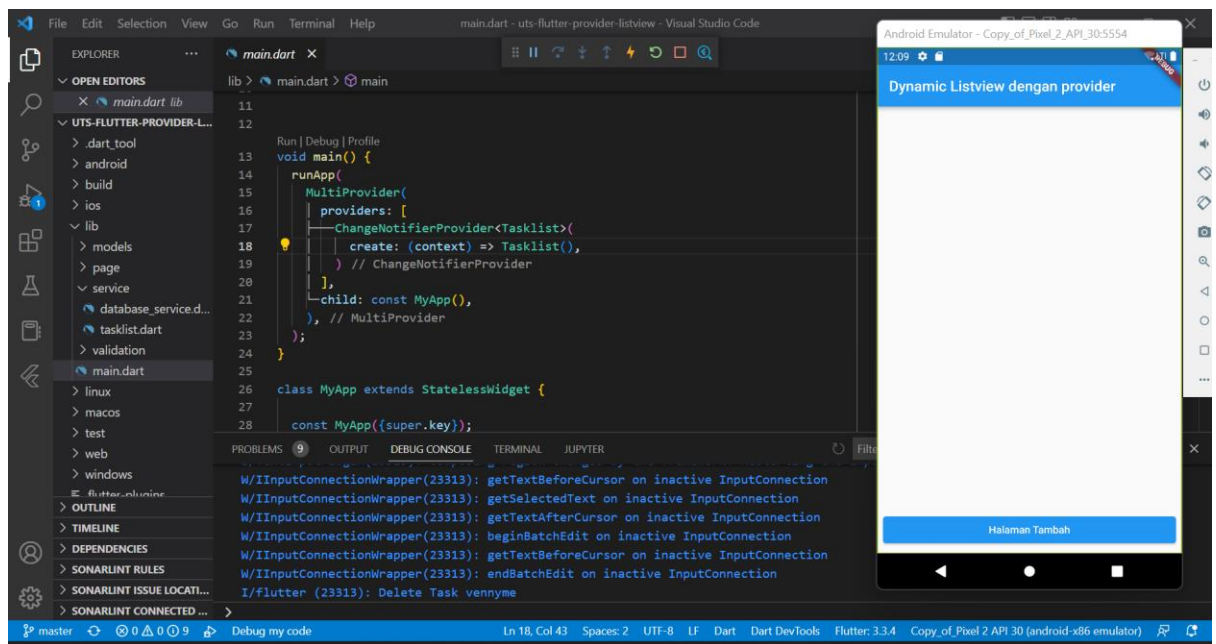 File Edit Selection View Go Run Terminal Help
main.dart - uts-flutter-provider-listview - Visual Studio Code
EXPLORER
OPEN EDITORS
main.dart lib
UTS-FLUTTER-PROVIDER-L...
.dart_tool
android
build
ios
lib
models
page
service
database_service.d...
tasklist.dart
validation
main.dart
linux
macos
test
web
windows
.flutter-plugins
OUTLINE
TIMELINE
DEPENDENCIES
SONARLINT RULES
SONARLINT ISSUE LOCATI...
SONARLINT CONNECTED ...
1
main.dart
lib > main.dart > main
11
12
Run | Debug | Profile
13 void main() {
14 runApp(
15 MultiProvider(
16 providers: [
17 ChangeNotifierProvider<Tasklist>(
18 create: (context) => Tasklist(),
19 ) // ChangeNotifierProvider
20 ],
21 child: const MyApp(),
22 ), // MultiProvider
23 );
24 }
25
26 class MyApp extends StatelessWidget {
27
28 const MyApp({super.key});
PROBLEMS 9 OUTPUT DEBUG CONSOLE TERMINAL JUPYTER
W/IInputConnectionWrapper(23313): getTextBeforeCursor on inactive InputConnection
W/IInputConnectionWrapper(23313): getSelectedText on inactive InputConnection
W/IInputConnectionWrapper(23313): getTextAfterCursor on inactive InputConnection
W/IInputConnectionWrapper(23313): beginBatchEdit on inactive InputConnection
W/IInputConnectionWrapper(23313): getTextBeforeCursor on inactive InputConnection
W/IInputConnectionWrapper(23313): endBatchEdit on inactive InputConnection
I/flutter (23313): Delete Task vennyme
>
Android Emulator - Copy_of_Pixel_2_API_30:5554
12:09
DEBUG
Dynamic Listview dengan provider
Halaman Tambah
master 0 0 9 Debug my code Ln 18, Col 43 Spaces: 2 UTF-8 LF Dart Dart DevTools Flutter: 3.3.4 Copy_of_Pixel 2 API 30 (android-x86 emulator)